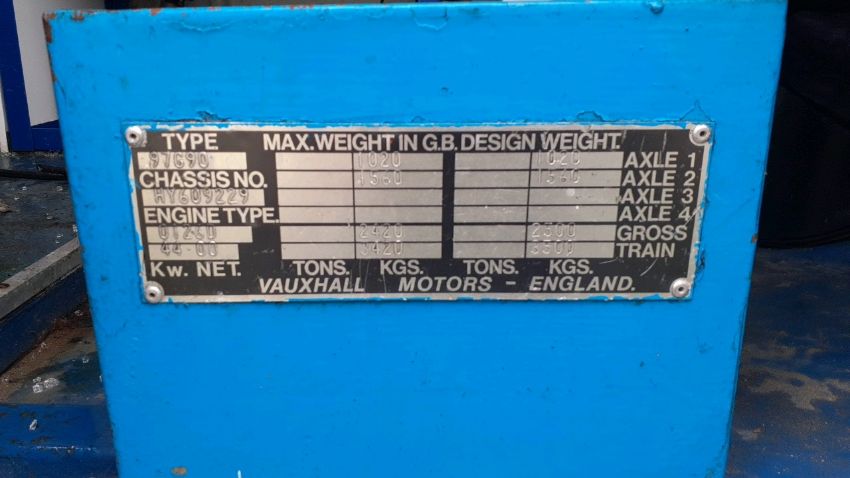 TYPE MAX.WEIGHT IN G.B. DESIGN WEIGHT.
97G90 1020 1020 AXLE 1
CHASSIS NO. 1560 1560 AXLE 2
HY609229 AXLE 3
ENGINE TYPE. AXLE 4
2420 2500 GROSS
44-00 3420 3500 TRAIN
Kw. NET. TONS. KGS. TONS. KGS.
VAUXHALL MOTORS - ENGLAND.